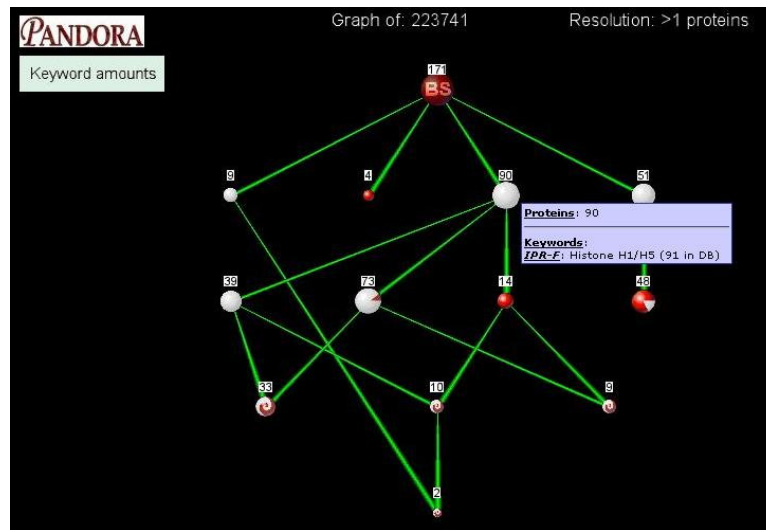 PANDORA
Graph of: 223741
Resolution: >1 proteins
Keyword amounts
171
BS
9
4
90
51
Proteins: 90
Keywords:
IPR-F: Histone H1/H5 (91 in DB)
39
73
14
48
33
10
9
2